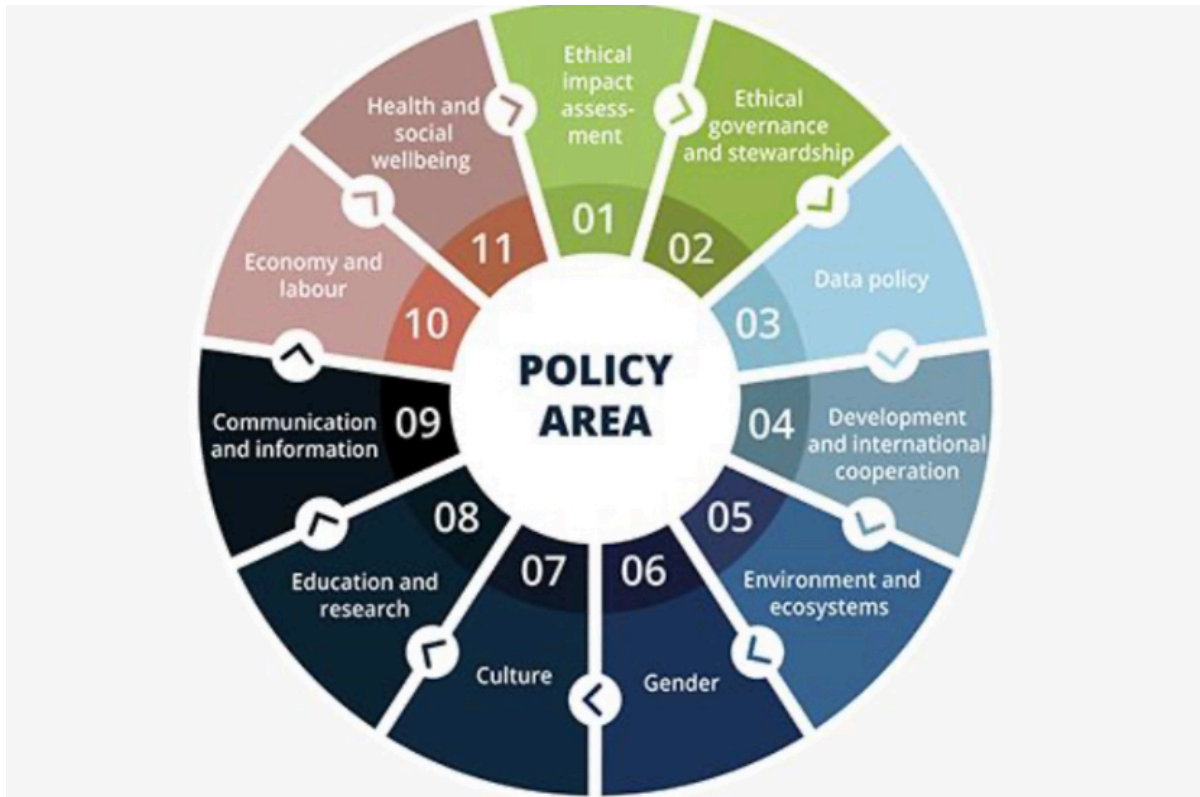 POLICY
AREA
01
Ethical
impact
assess-
ment
02
Ethical
governance
and stewardship
03
Data policy
04
Development
and international
cooperation
05
Environment and
ecosystems
06
Gender
07
Culture
08
Education and
research
09
Communication
and information
10
Economy and
labour
11
Health and
social
wellbeing